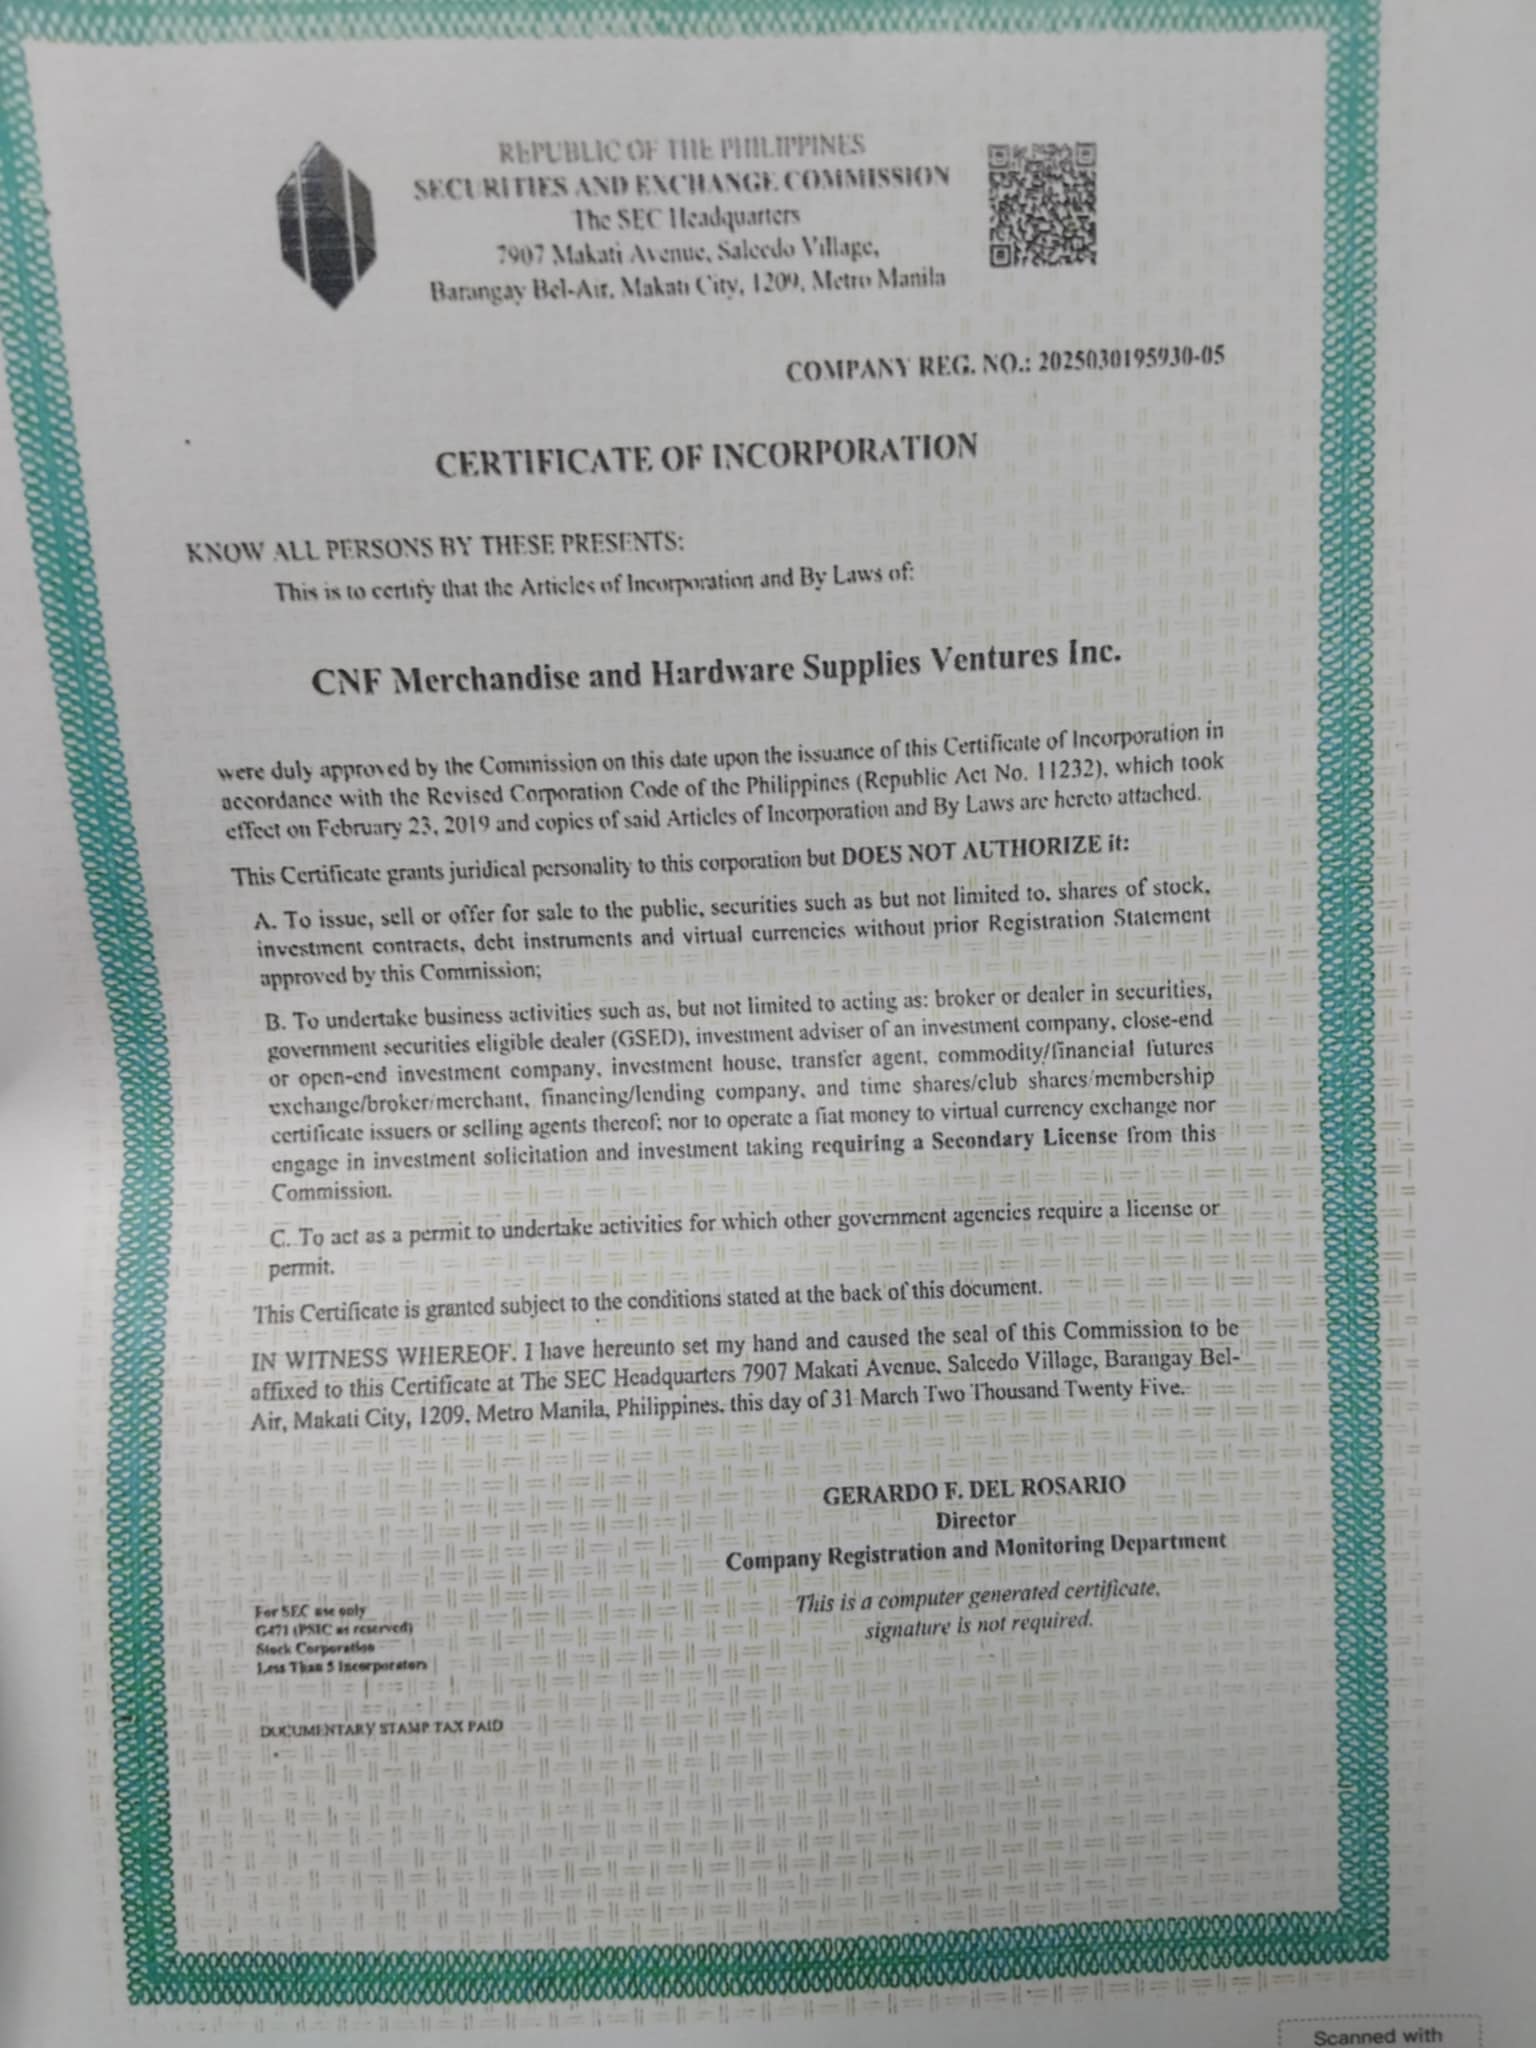 REPUBLIC OF THE PHILIPPINES
SECURITIES AND EXCHANGE COMMISSION
The SEC Headquarters
7907 Makati Avenue, Salcedo Village,
Barangay Bel-Air, Makati City, 1209, Metro Manila
COMPANY REG. NO.: 2025030195930-05
CERTIFICATE OF INCORPORATION
KNOW ALL PERSONS BY THESE PRESENTS:
This is to certify that the Articles of Incorporation and By Laws of:
CNF Merchandise and Hardware Supplies Ventures Inc.
were duly approved by the Commission on this date upon the issuance of this Certificate of Incorporation in
accordance with the Revised Corporation Code of the Philippines (Republic Act No. 11232), which took
effect on February 23, 2019 and copies of said Articles of Incorporation and By Laws are hereto attached.
This Certificate grants juridical personality to this corporation but DOES NOT AUTHORIZE it:
A. To issue, sell or offer for sale to the public, securities such as but not limited to, shares of stock,
investment contracts, debt instruments and virtual currencies without prior Registration Statement
approved by this Commission;
B. To undertake business activities such as, but not limited to acting as: broker or dealer in securities,
government securities eligible dealer (GSED), investment adviser of an investment company, close-end
or open-end investment company, investment house, transfer agent, commodity/financial futures
exchange/broker/merchant, financing/lending company, and time shares/club shares/membership
certificate issuers or selling agents thereof; nor to operate a fiat money to virtual currency exchange nor
engage in investment solicitation and investment taking requiring a Secondary License from this
Commission.
C. To act as a permit to undertake activities for which other government agencies require a license or
permit.
This Certificate is granted subject to the conditions stated at the back of this document.
IN WITNESS WHEREOF, I have hereunto set my hand and caused the seal of this Commission to be
affixed to this Certificate at The SEC Headquarters 7907 Makati Avenue, Salcedo Village, Barangay Bel-
Air, Makati City, 1209, Metro Manila, Philippines, this day of 31 March Two Thousand Twenty Five.
GERARDO F. DEL ROSARIO
Director
Company Registration and Monitoring Department
This is a computer generated certificate,
signature is not required.
For SEC use only
G471 (PSIC as reserved)
Stock Corporation
Less Than 5 Incorporators
DOCUMENTARY STAMP TAX PAID
Scanned with